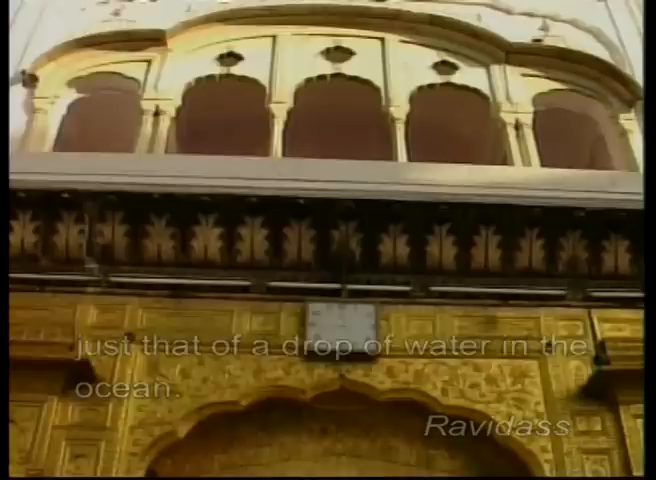 just that of a drop of water in the
ocean.
Ravidass